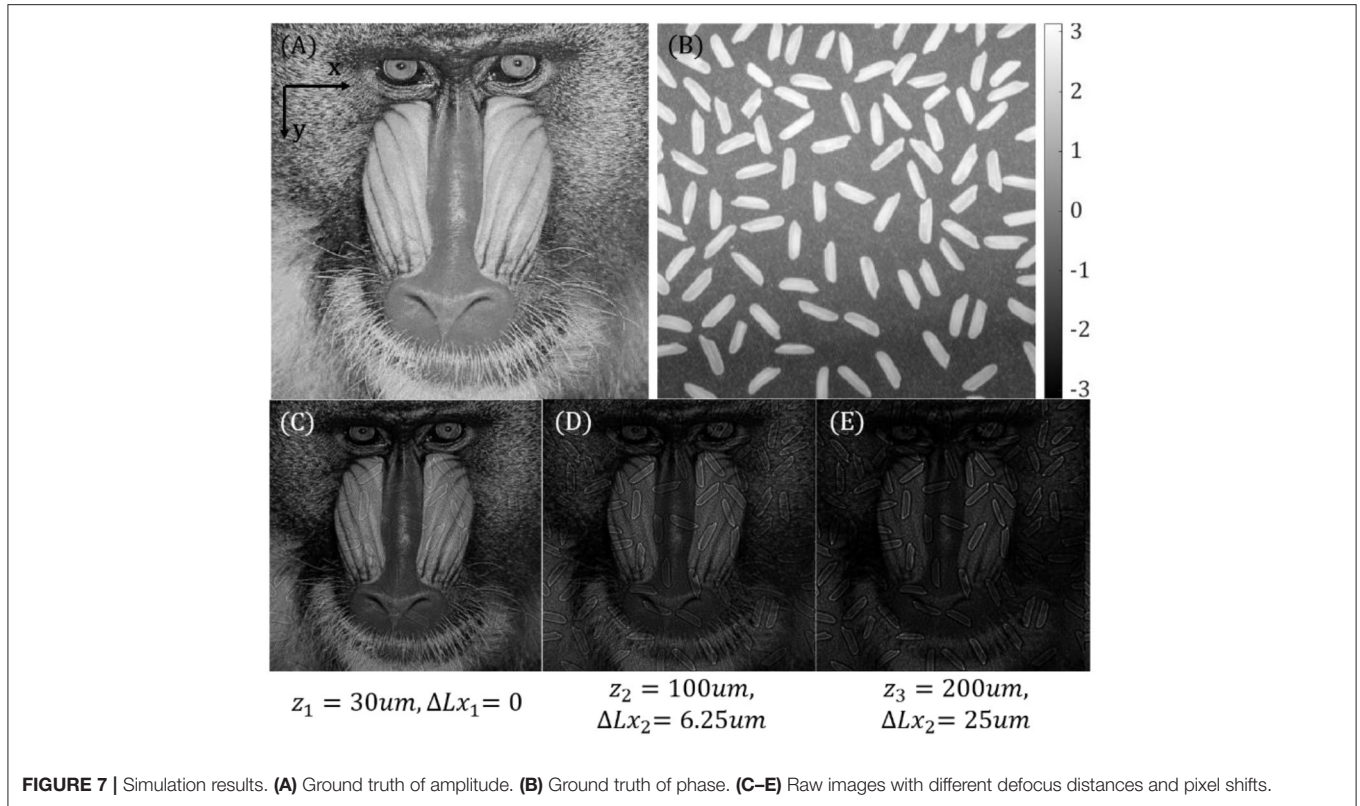 (A)
x
y
(B)
3
2
1
0
-1
-2
-3
(C)
(D)
(E)
z₁ = 30um, ΔLx₁= 0
z₂ = 100um,
ΔLx₂= 6.25um
z₃ = 200um,
ΔLx₂= 25um
FIGURE 7 | Simulation results. (A) Ground truth of amplitude. (B) Ground truth of phase. (C–E) Raw images with different defocus distances and pixel shifts.